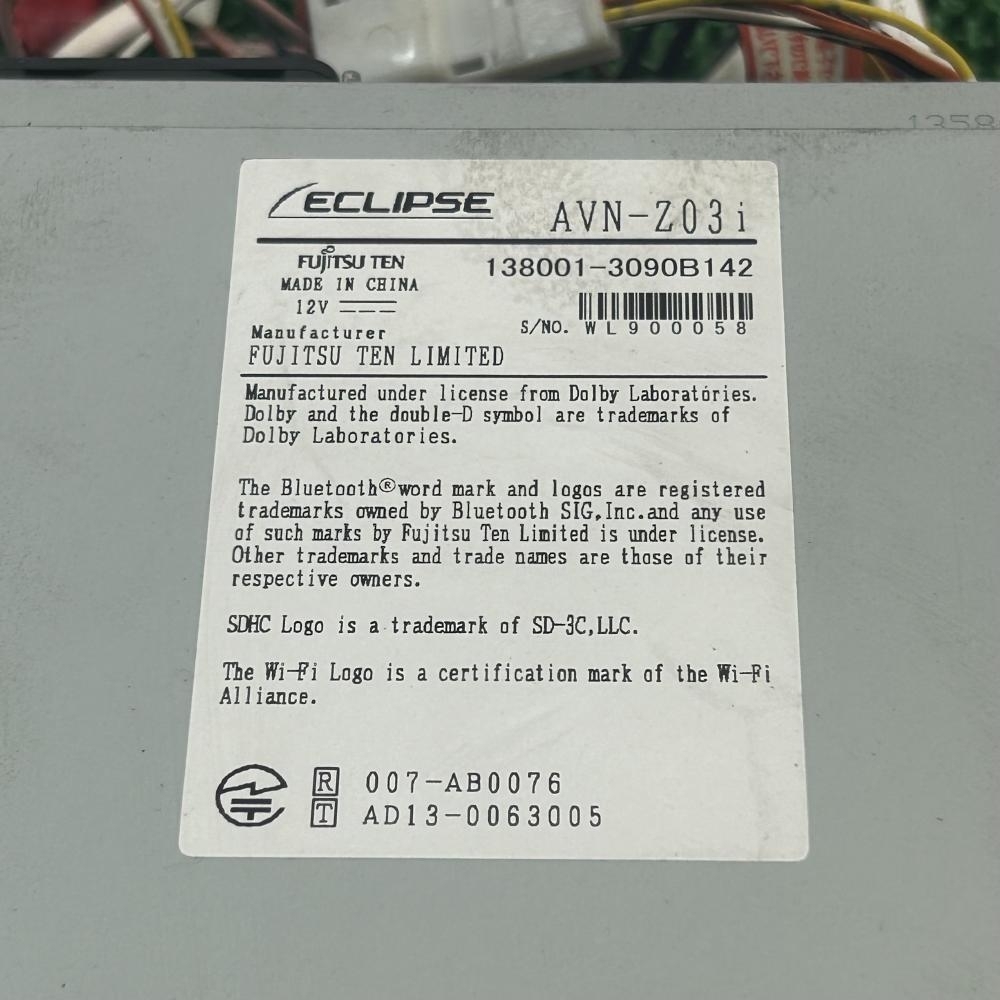 1358
ECLIPSE AVN-Z03i
FUJITSU TEN 138001-3090B142
MADE IN CHINA
12V
S/NO. WL900058
Manufacturer
FUJITSU TEN LIMITED
Manufactured under license from Dolby Laboratories.
Dolby and the double-D symbol are trademarks of
Dolby Laboratories.
The Bluetooth®word mark and logos are registered
trademarks owned by Bluetooth SIG,Inc.and any use
of such marks by Fujitsu Ten Limited is under license.
Other trademarks and trade names are those of their
respective owners.
SDHC Logo is a trademark of SD-3C,LLC.
The Wi-Fi Logo is a certification mark of the Wi-Fi
Alliance.
R 007-AB0076
T AD13-0063005